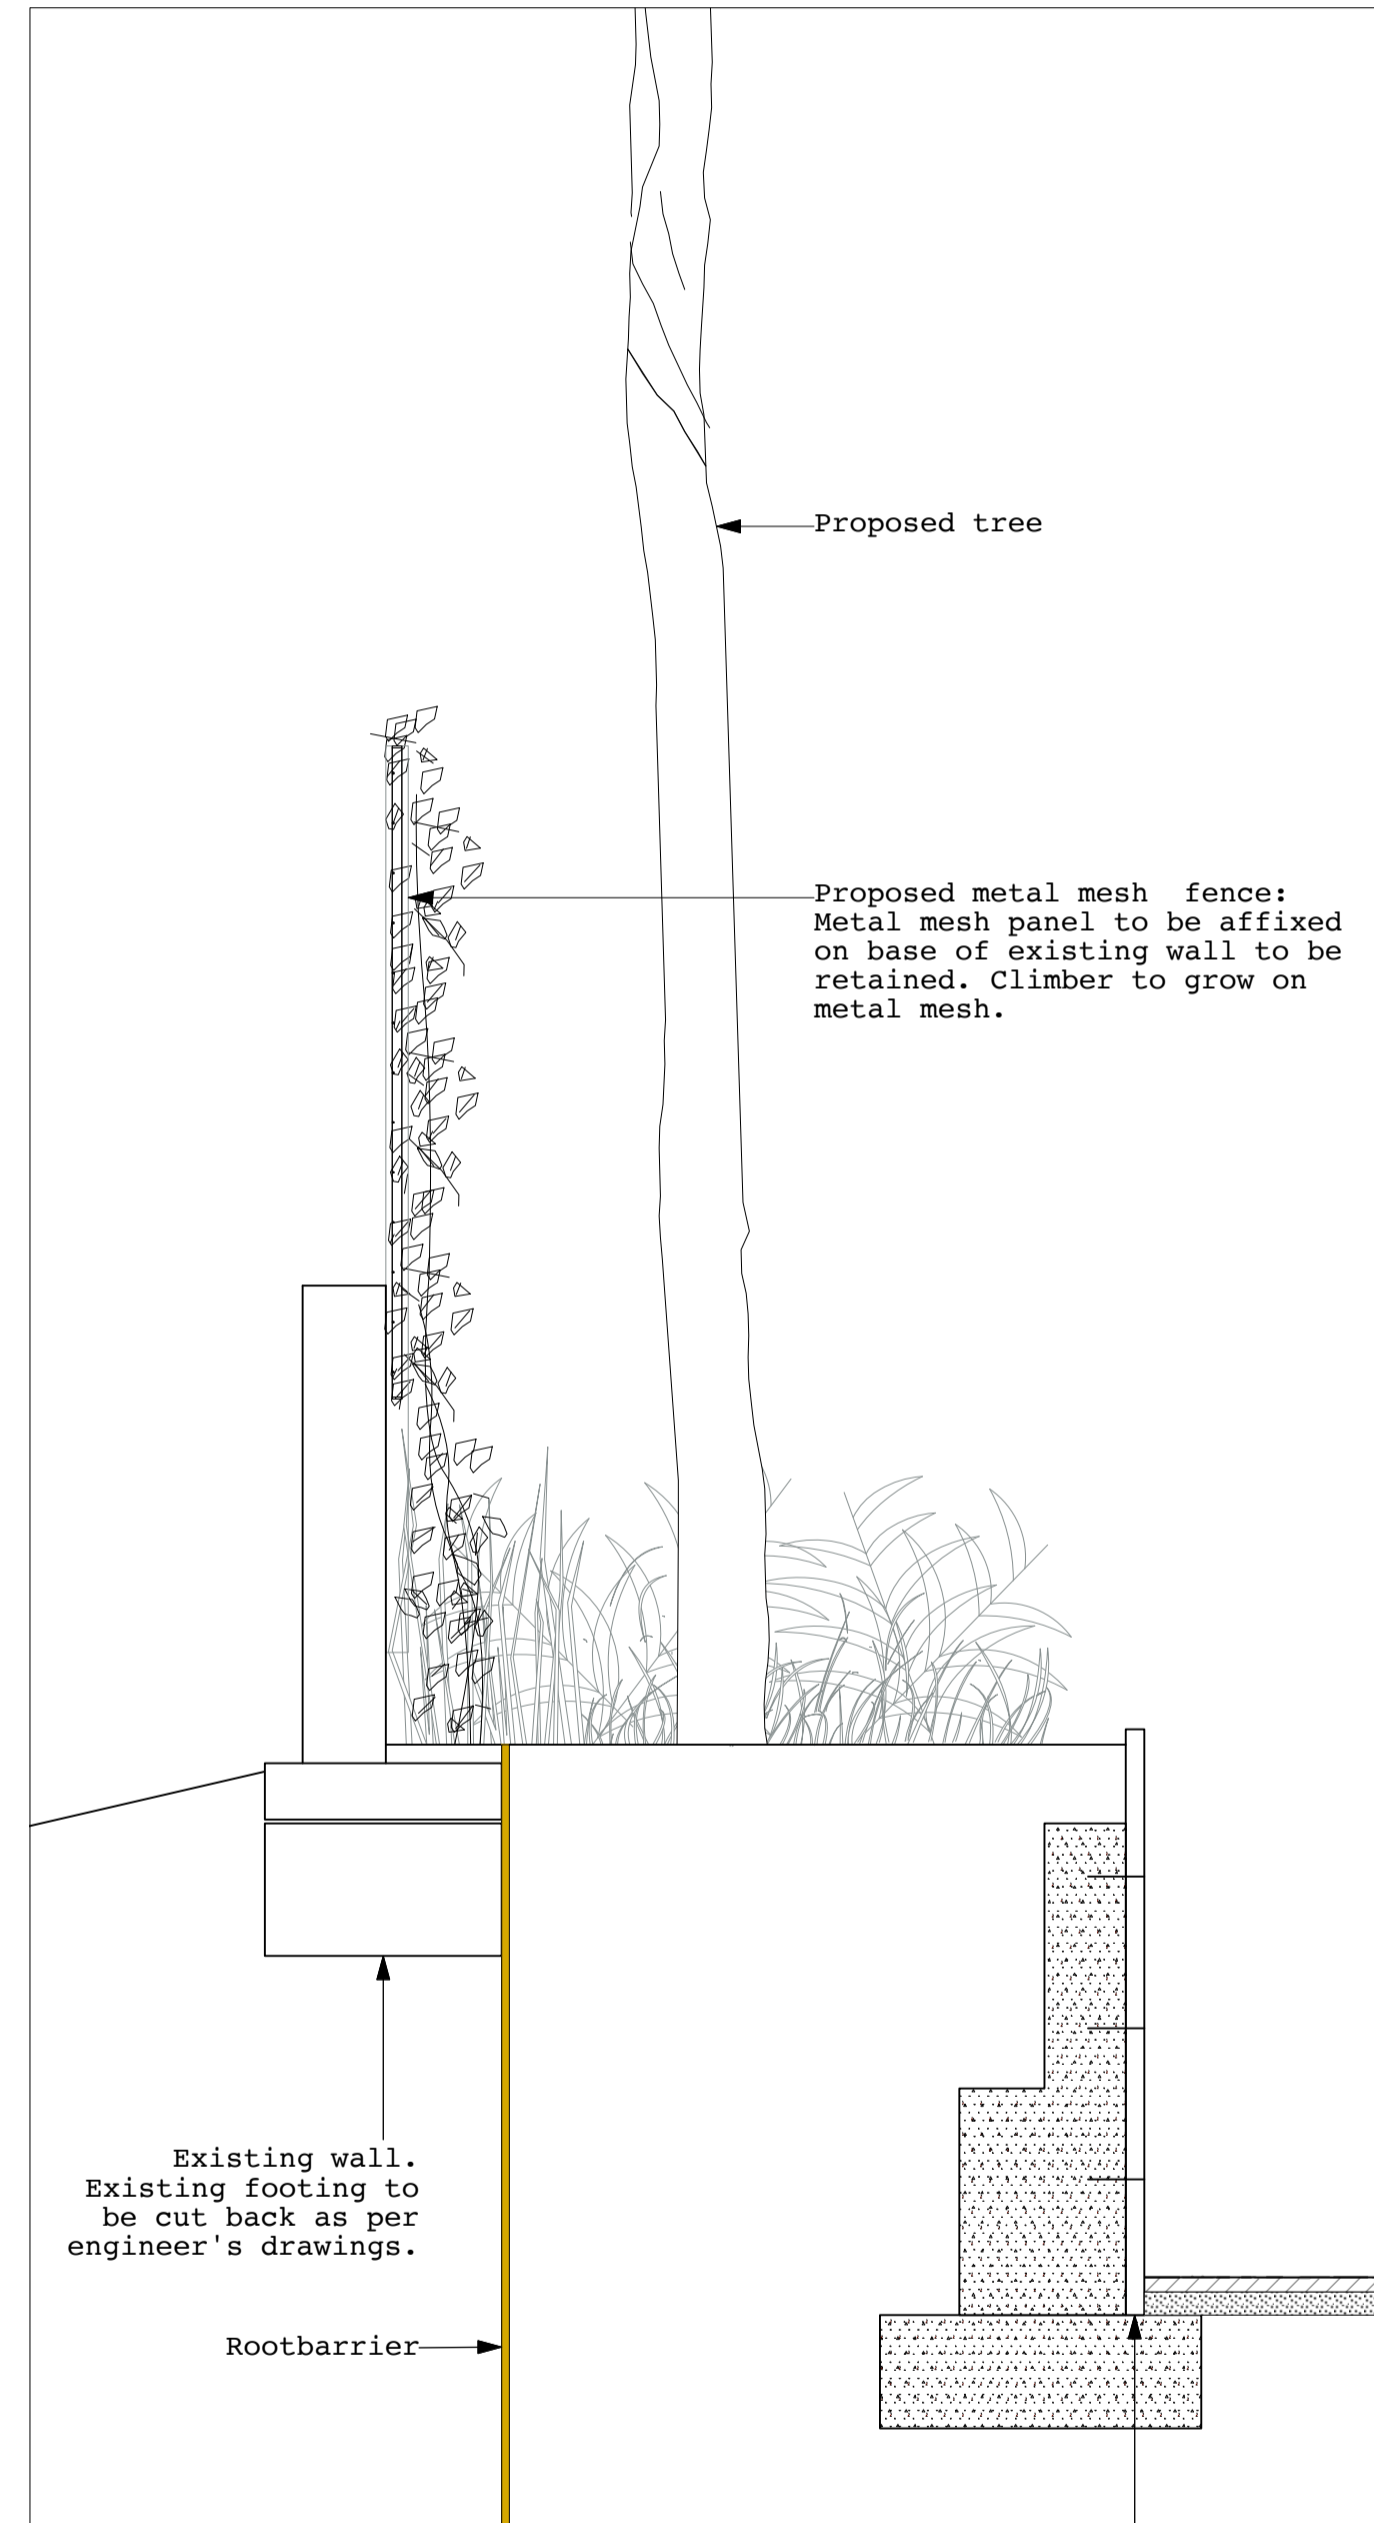 Proposed tree
Proposed metal mesh  fence:
Metal mesh panel to be affixed
on base of existing wall to be
retained. Climber to grow on
metal mesh.
Existing wall.
Existing footing to
be cut back as per
engineer's drawings.
Rootbarrier